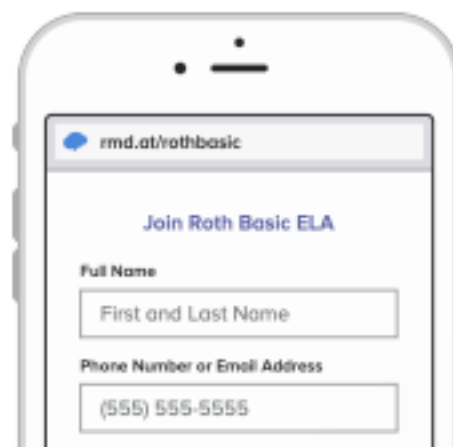 rmd.at/rothbasic
Join Roth Basic ELA
Full Name
First and Last Name
Phone Number or Email Address
(555) 555-5555